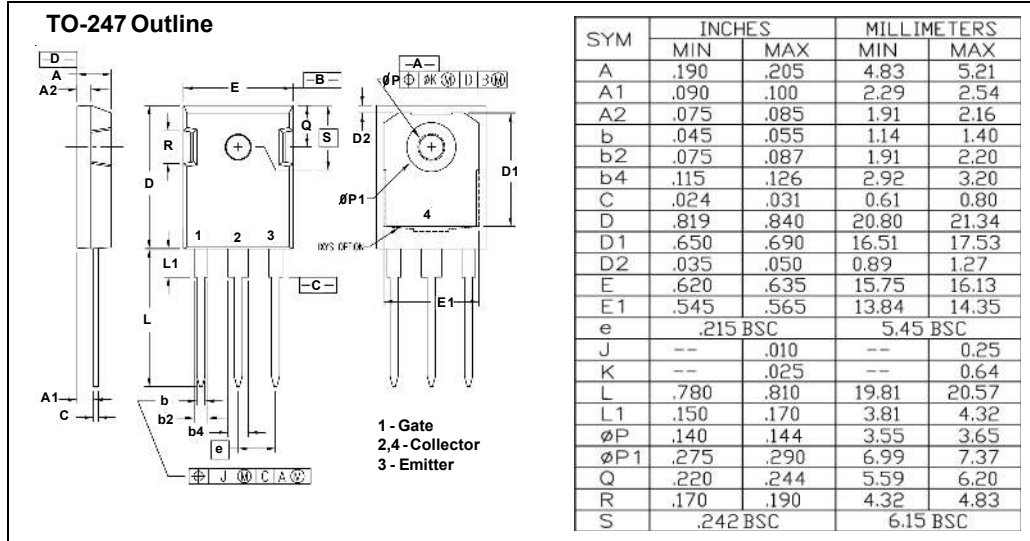 TO-247 Outline
–D–
A
A2
E
–B–
–A–
øP ⌖ øK Ⓜ D B Ⓜ
Q
S
R
D2
D
D1
øP1
4
1 2 3
IXYS OPTION
L1
–C–
E1
L
A1
C
b
b2
b4
e
⌖ J Ⓜ C A Ⓜ
1 - Gate
2,4 - Collector
3 - Emitter
SYM INCHES MILLIMETERS
MIN MAX MIN MAX
A .190 .205 4.83 5.21
A1 .090 .100 2.29 2.54
A2 .075 .085 1.91 2.16
b .045 .055 1.14 1.40
b2 .075 .087 1.91 2.20
b4 .115 .126 2.92 3.20
C .024 .031 0.61 0.80
D .819 .840 20.80 21.34
D1 .650 .690 16.51 17.53
D2 .035 .050 0.89 1.27
E .620 .635 15.75 16.13
E1 .545 .565 13.84 14.35
e .215 BSC 5.45 BSC
J -- .010 -- 0.25
K -- .025 -- 0.64
L .780 .810 19.81 20.57
L1 .150 .170 3.81 4.32
øP .140 .144 3.55 3.65
øP1 .275 .290 6.99 7.37
Q .220 .244 5.59 6.20
R .170 .190 4.32 4.83
S .242 BSC 6.15 BSC